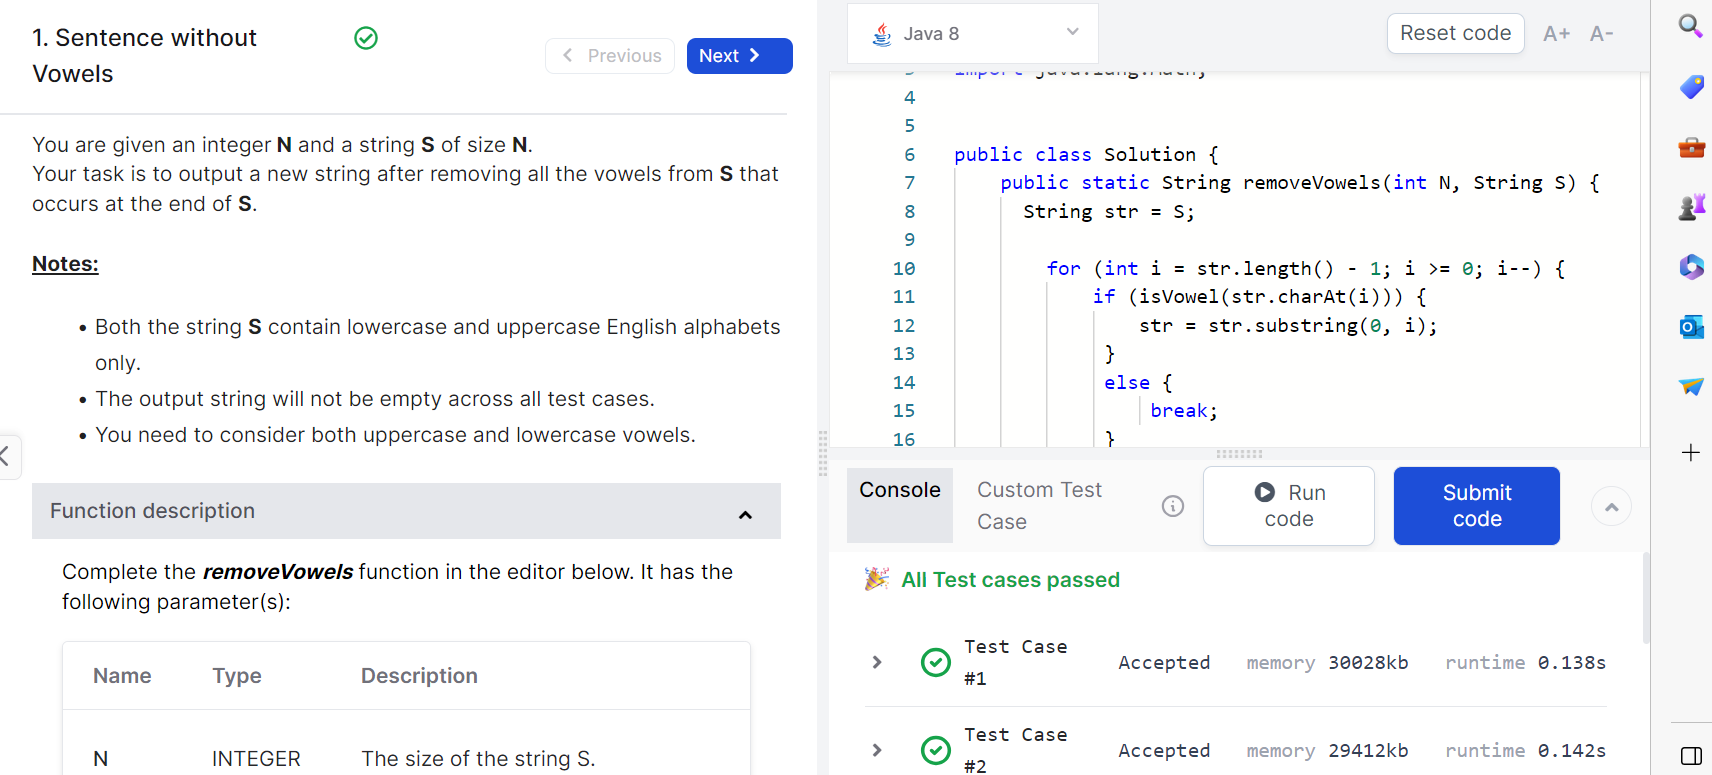 1. Sentence without
Vowels
Previous
Next
You are given an integer N and a string S of size N.
Your task is to output a new string after removing all the vowels from S that
occurs at the end of S.
Notes:
• Both the string S contain lowercase and uppercase English alphabets
only.
• The output string will not be empty across all test cases.
• You need to consider both uppercase and lowercase vowels.
Function description
Complete the removeVowels function in the editor below. It has the
following parameter(s):
Name Type Description
N INTEGER The size of the string S.
Java 8
Reset code A+ A-
3 import java.lang.Math;
4
5
6 public class Solution {
7 public static String removeVowels(int N, String S) {
8 String str = S;
9
10 for (int i = str.length() - 1; i >= 0; i--) {
11 if (isVowel(str.charAt(i))) {
12 str = str.substring(0, i);
13 }
14 else {
15 break;
16 }
Console
Custom Test
Case
Run
code
Submit
code
All Test cases passed
Test Case
#1
Accepted memory 30028kb runtime 0.138s
Test Case
#2
Accepted memory 29412kb runtime 0.142s